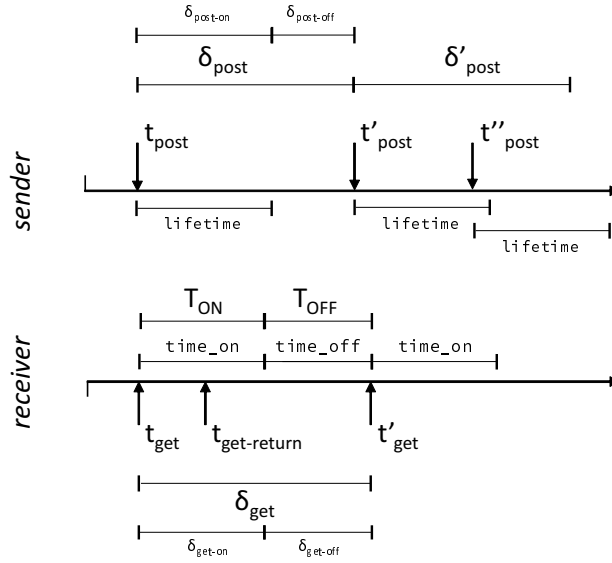 δpost-on δpost-off
δpost δ'post
tpost t'post t''post
sender
lifetime lifetime
lifetime
TON TOFF
time_on time_off time_on
receiver
tget tget-return t'get
δget
δget-on δget-off